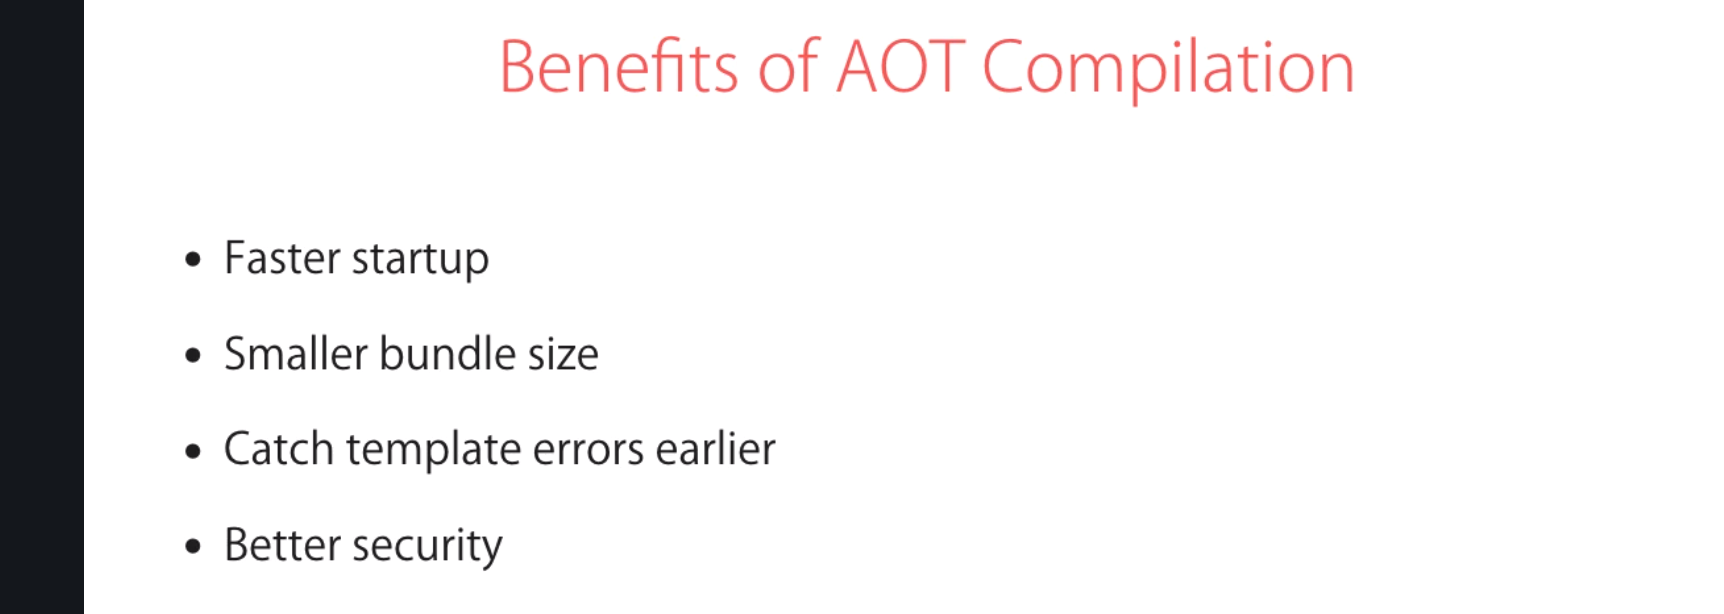 Benefits of AOT Compilation
• Faster startup
• Smaller bundle size
• Catch template errors earlier
• Better security